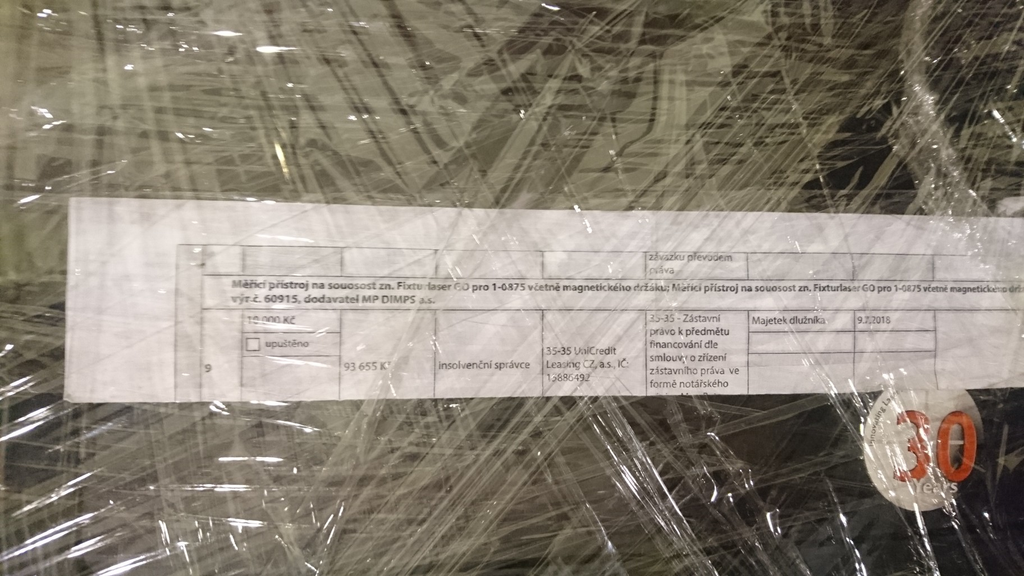 závazku převodem
práva
Měřicí přístroj na souosost zn. Fixturlaser GO pro 1-0875 včetně magnetického držáku; Měřicí přístroj na souosost zn. Fixturlaser GO pro 1-0875 včetně magnetického
výr.č. 60915, dodavatel MP DIMPS a.s.
9
10 000 Kč
upuštěno
93 655 K
insolvenční správce
35-35 UniCredit
Leasing CZ, a.s., IČ:
15886492
35-35 - Zástavní
právo k předmětu
financování dle
smlouvy o zřízení
zástavního práva ve
formě notářského
Majetek dlužníka
9.2.2018
30
Years